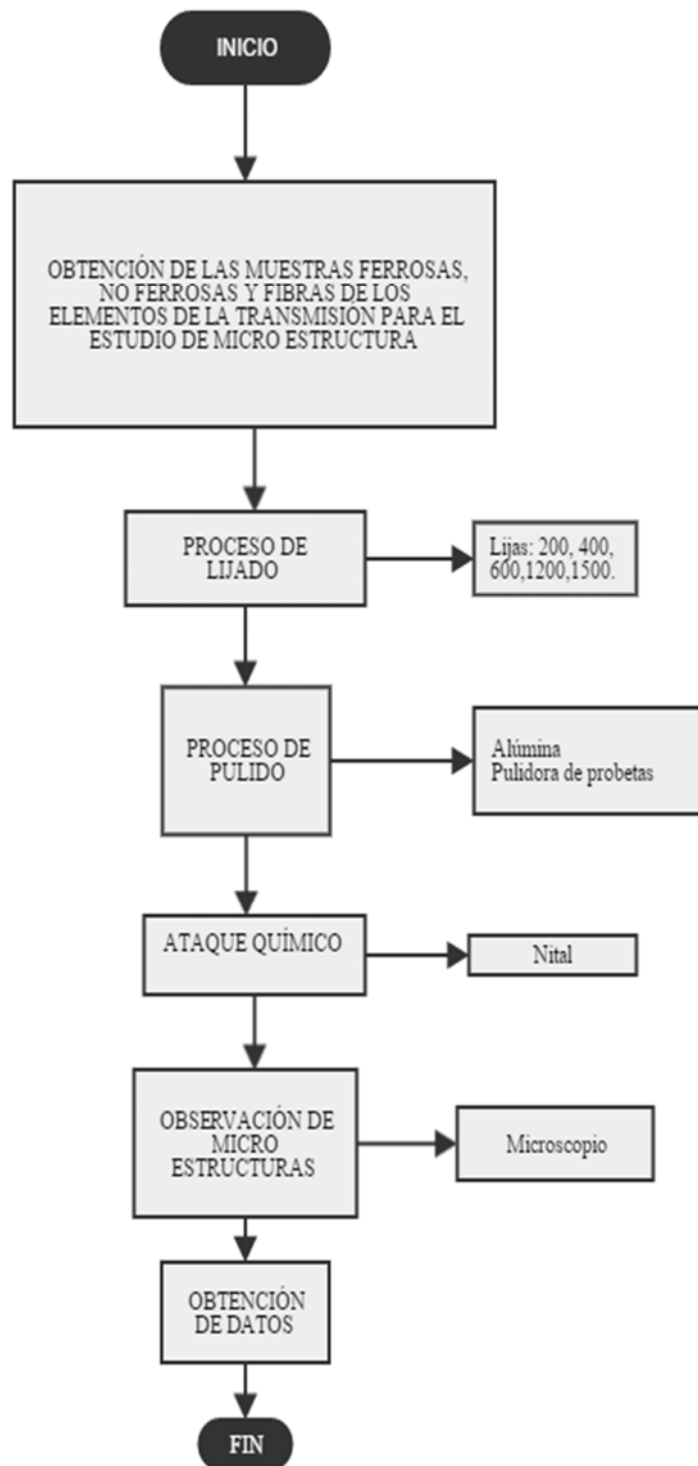 INICIO
OBTENCIÓN DE LAS MUESTRAS FERROSAS,
NO FERROSAS Y FIBRAS DE LOS
ELEMENTOS DE LA TRANSMISIÓN PARA EL
ESTUDIO DE MICRO ESTRUCTURA
PROCESO DE
LIJADO
Lijas: 200, 400,
600,1200,1500.
PROCESO DE
PULIDO
Alúmina
Pulidora de probetas
ATAQUE QUÍMICO
Nital
OBSERVACIÓN DE
MICRO
ESTRUCTURAS
Microscopio
OBTENCIÓN
DE DATOS
FIN